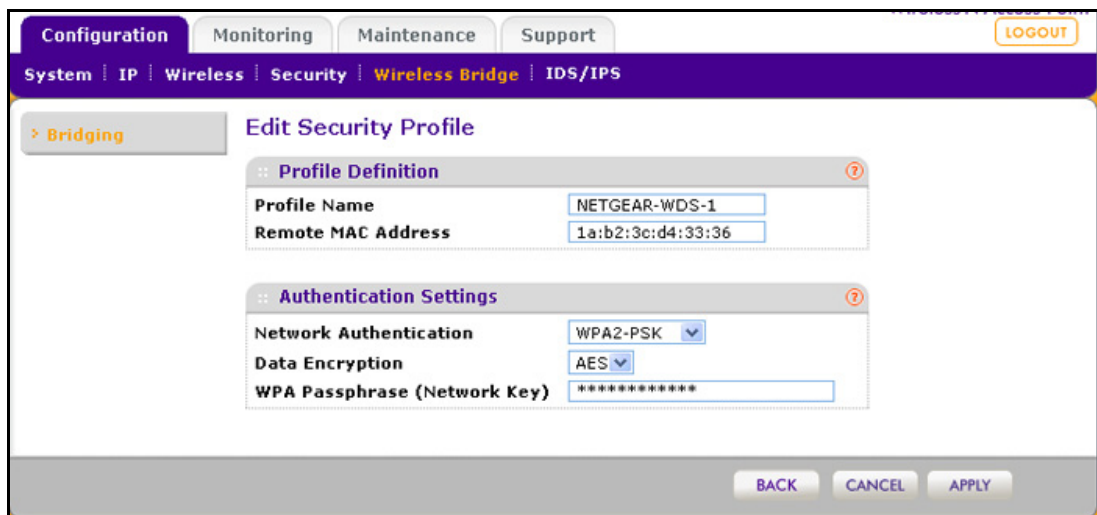 Configuration Monitoring Maintenance Support LOGOUT
System IP Wireless Security Wireless Bridge IDS/IPS
> Bridging
Edit Security Profile
:: Profile Definition ?
Profile Name NETGEAR-WDS-1
Remote MAC Address 1a:b2:3c:d4:33:36
:: Authentication Settings ?
Network Authentication WPA2-PSK
Data Encryption AES
WPA Passphrase (Network Key) ************
BACK CANCEL APPLY